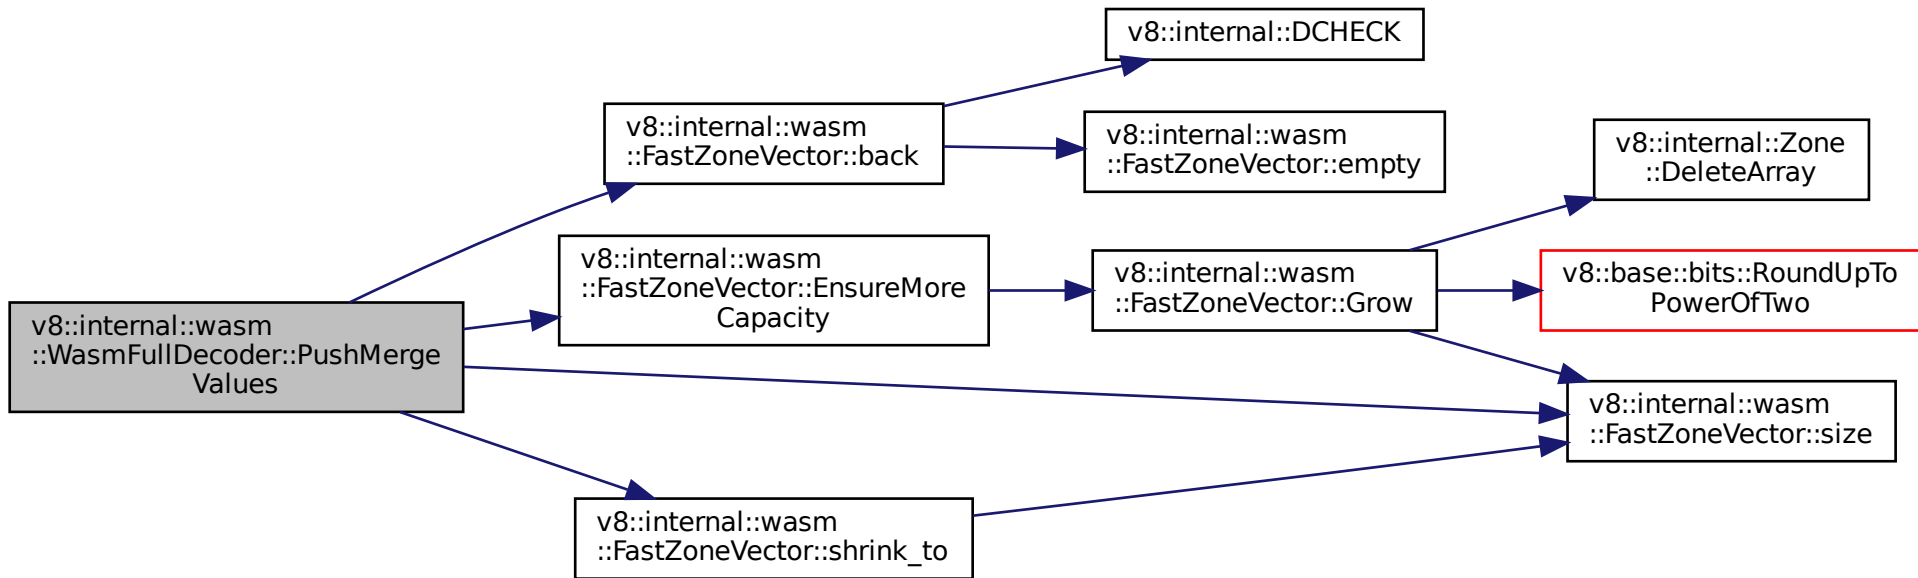 v8::internal::DCHECK
v8::internal::wasm
::FastZoneVector::back
v8::internal::wasm
::FastZoneVector::empty
v8::internal::Zone
::DeleteArray
v8::internal::wasm
::FastZoneVector::EnsureMore
Capacity
v8::internal::wasm
::FastZoneVector::Grow
v8::base::bits::RoundUpTo
PowerOfTwo
v8::internal::wasm
::WasmFullDecoder::PushMerge
Values
v8::internal::wasm
::FastZoneVector::size
v8::internal::wasm
::FastZoneVector::shrink_to